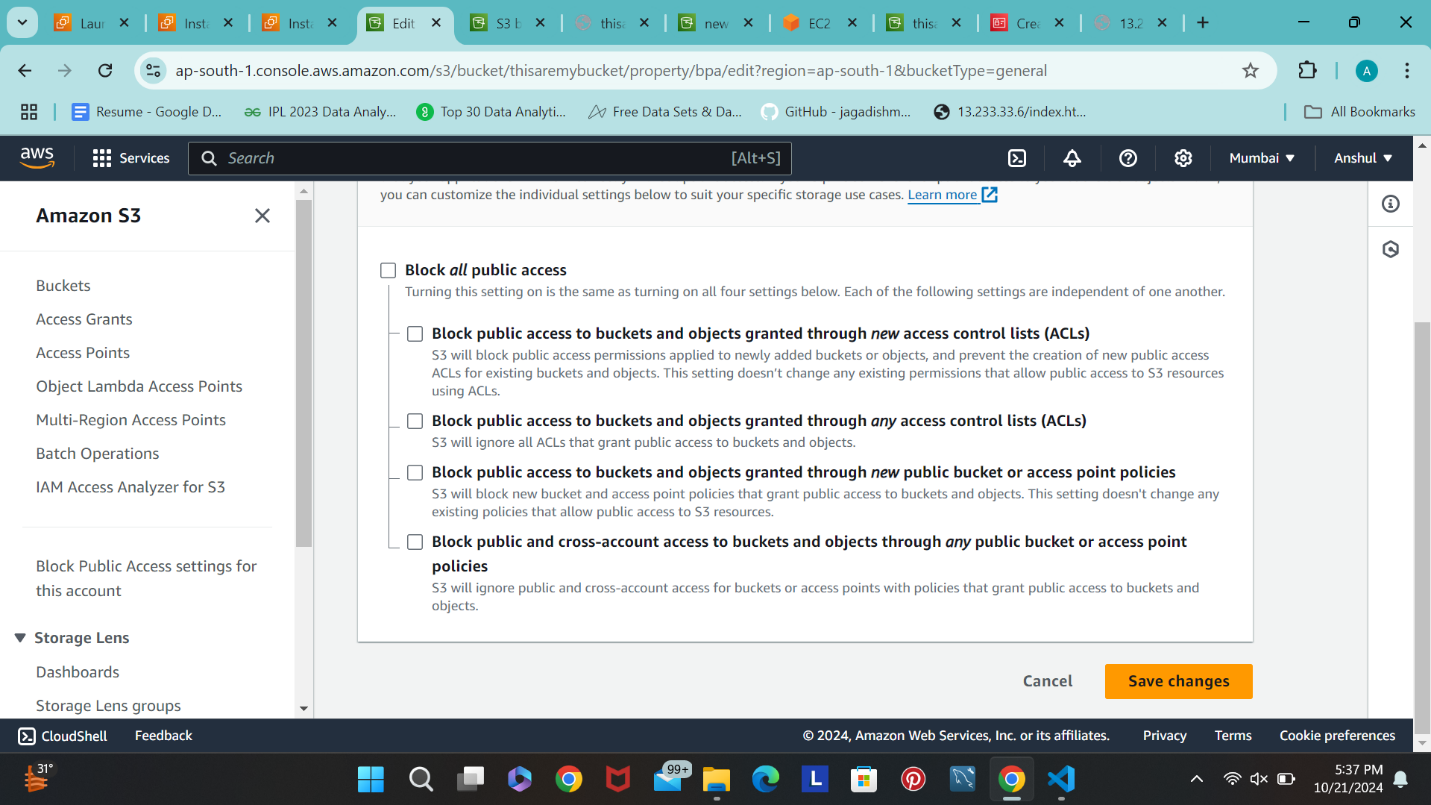 Laur
Insta
Insta
Edit
S3 b
thisa
new
EC2
thisa
Crea
13.2
ap-south-1.console.aws.amazon.com/s3/bucket/thisaremybucket/property/bpa/edit?region=ap-south-1&bucketType=general
A
Resume - Google D...
IPL 2023 Data Analy...
Top 30 Data Analyti...
Free Data Sets & Da...
GitHub - jagadishm...
13.233.33.6/index.ht...
All Bookmarks
aws
Services
Search
[Alt+S]
Mumbai
Anshul
Amazon S3
Buckets
Access Grants
Access Points
Object Lambda Access Points
Multi-Region Access Points
Batch Operations
IAM Access Analyzer for S3
Block Public Access settings for
this account
Storage Lens
Dashboards
Storage Lens groups
you can customize the individual settings below to suit your specific storage use cases. Learn more
Block all public access
Turning this setting on is the same as turning on all four settings below. Each of the following settings are independent of one another.
Block public access to buckets and objects granted through new access control lists (ACLs)
S3 will block public access permissions applied to newly added buckets or objects, and prevent the creation of new public access
ACLs for existing buckets and objects. This setting doesn't change any existing permissions that allow public access to S3 resources
using ACLs.
Block public access to buckets and objects granted through any access control lists (ACLs)
S3 will ignore all ACLs that grant public access to buckets and objects.
Block public access to buckets and objects granted through new public bucket or access point policies
S3 will block new bucket and access point policies that grant public access to buckets and objects. This setting doesn't change any
existing policies that allow public access to S3 resources.
Block public and cross-account access to buckets and objects through any public bucket or access point
policies
S3 will ignore public and cross-account access for buckets or access points with policies that grant public access to buckets and
objects.
Cancel
Save changes
CloudShell
Feedback
© 2024, Amazon Web Services, Inc. or its affiliates.
Privacy
Terms
Cookie preferences
31°
99+
L
5:37 PM
10/21/2024